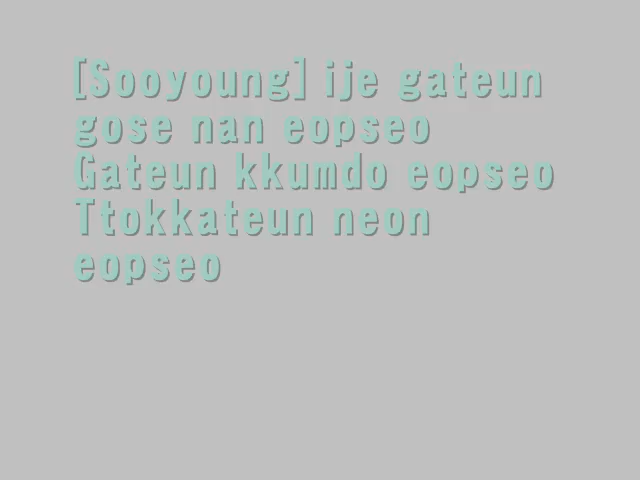 [Sooyoung] ije gateun
gose nan eopseo
Gateun kkumdo eopseo
Ttokkateun neon
eopseo